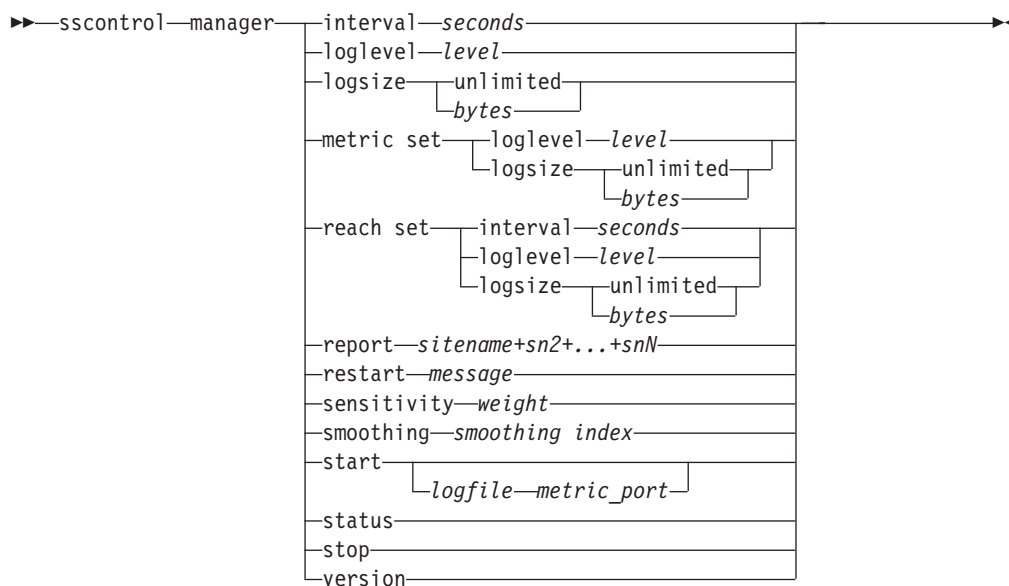 sscontrol manager interval seconds
loglevel level
logsize unlimited
bytes
metric set loglevel level
logsize unlimited
bytes
reach set interval seconds
loglevel level
logsize unlimited
bytes
report sitename+sn2+...+snN
restart message
sensitivity weight
smoothing smoothing index
start
logfile metric_port
status
stop
version